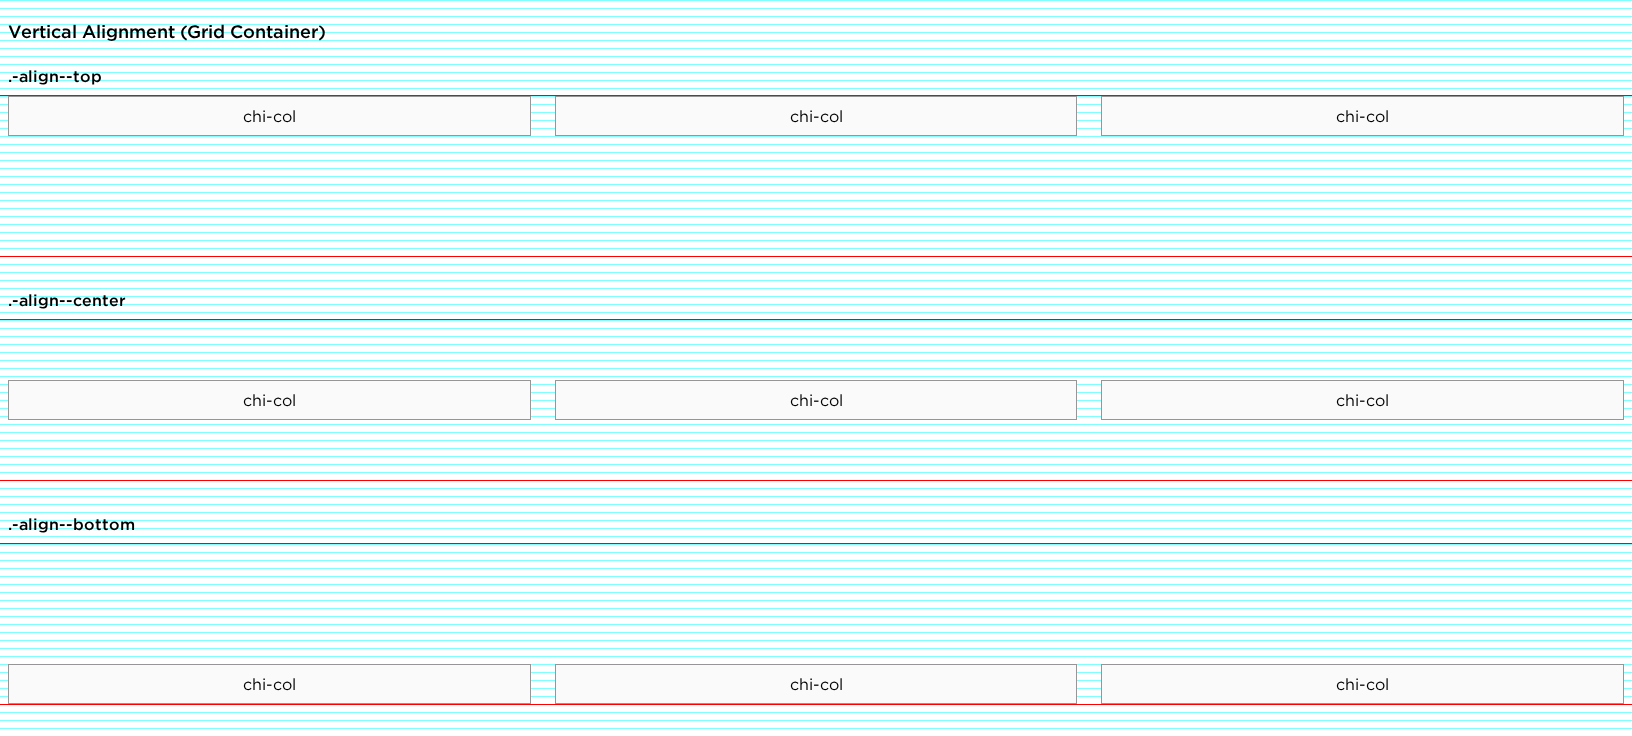 Vertical Alignment (Grid Container)
.-align--top
chi-col chi-col chi-col
.-align--center
chi-col chi-col chi-col
.-align--bottom
chi-col chi-col chi-col